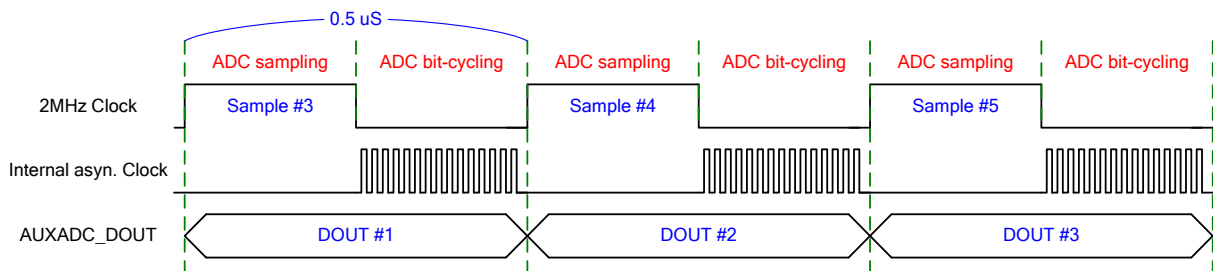 0.5 uS
ADC sampling ADC bit-cycling ADC sampling ADC bit-cycling ADC sampling ADC bit-cycling
2MHz Clock Sample #3 Sample #4 Sample #5
Internal asyn. Clock
AUXADC_DOUT DOUT #1 DOUT #2 DOUT #3